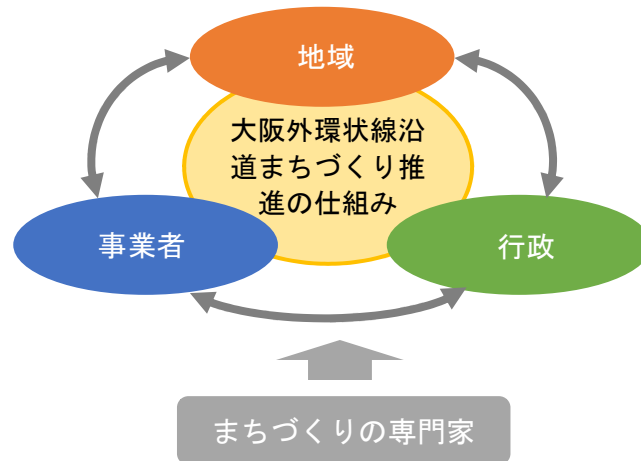 地域
大阪外環状線沿
道まちづくり推
進の仕組み
事業者
行政
まちづくりの専門家